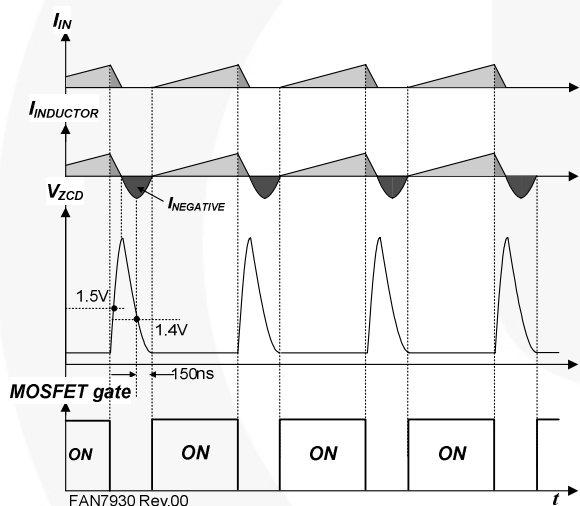 I_IN
I_INDUCTOR
V_ZCD
I_NEGATIVE
1.5V
1.4V
150ns
MOSFET gate
ON
ON
ON
ON
FAN7930 Rev.00
t